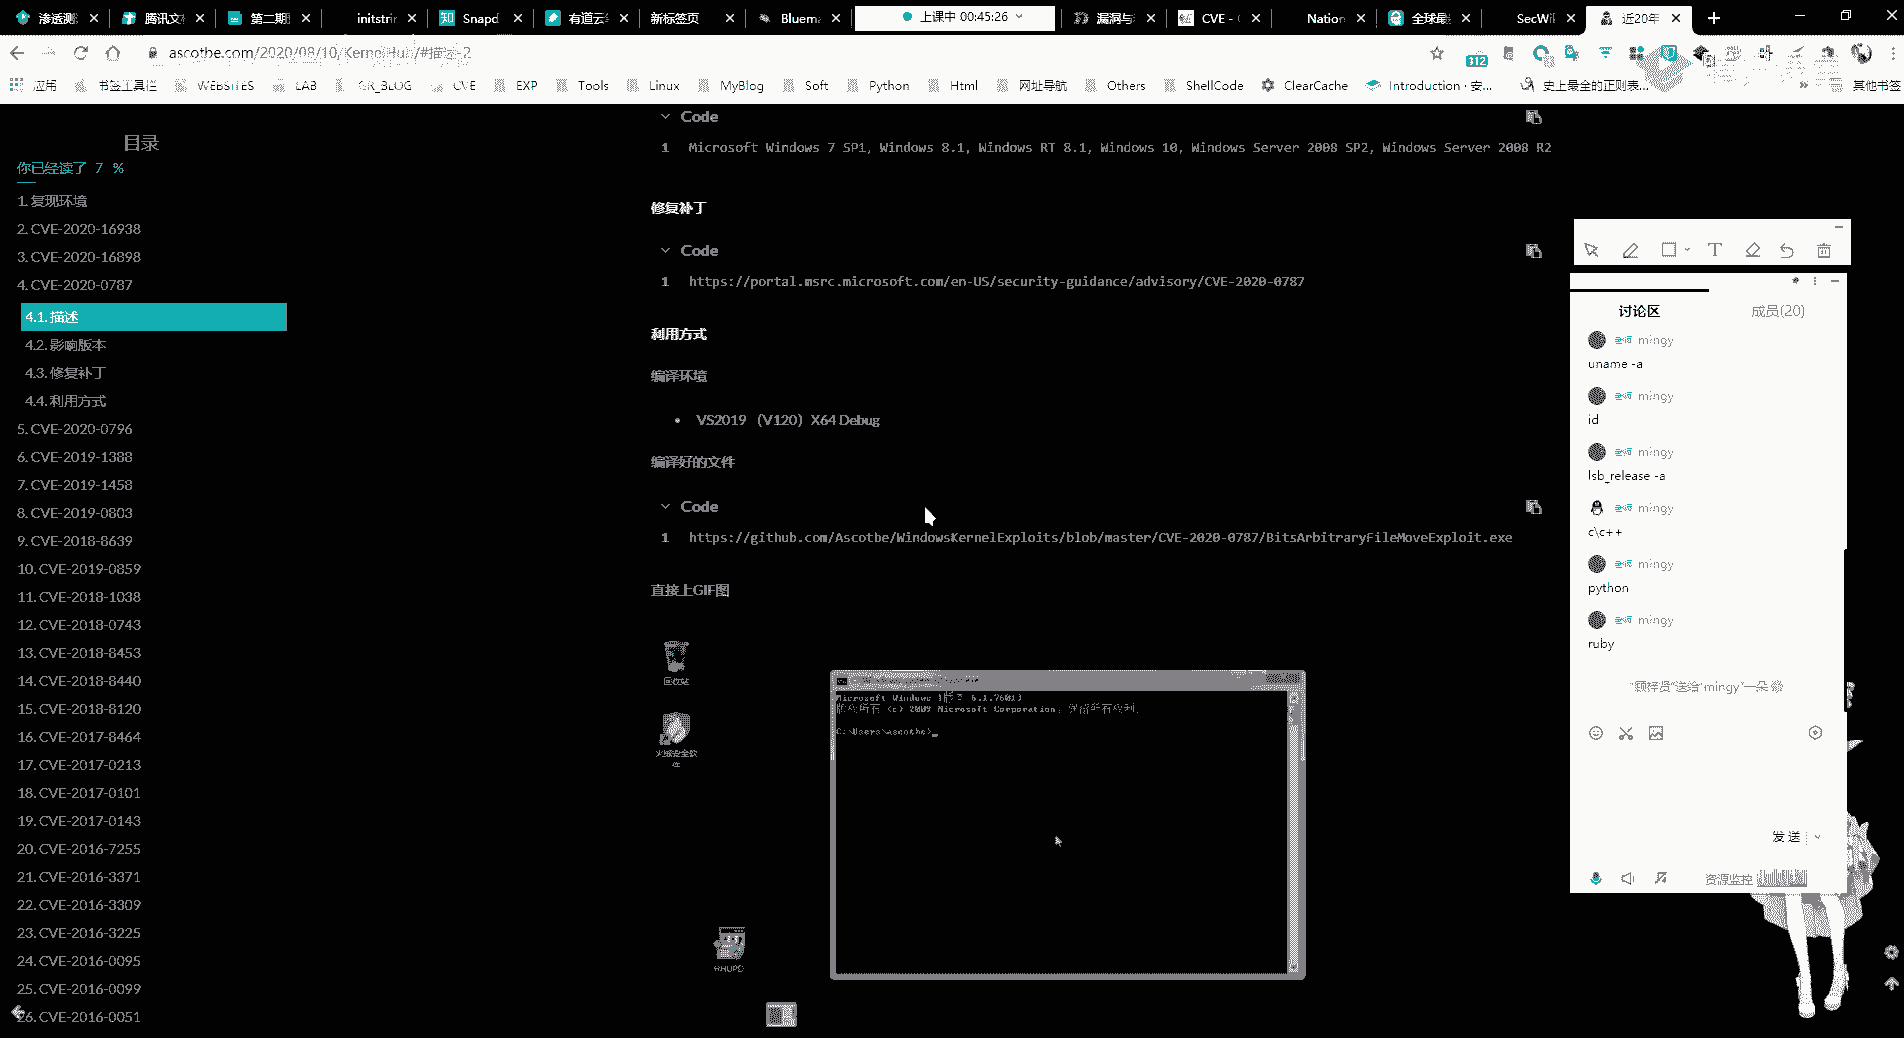 渗透测
腾讯文
第二期
initstrin
Snapd
有道云
新标签页
Bluema
上课中 00:45:26
漏洞与
CVE - (
Nation
全球最
SecWi
近20年
ascotbe.com/2020/08/10/KernelHub/#描述-2
312
应用
书签工具栏
WEBSITES
LAB
GR_BLOG
CVE
EXP
Tools
Linux
MyBlog
Soft
Python
Html
网址导航
Others
ShellCode
ClearCache
Introduction · 安...
史上最全的正则表...
其他书签
目录
你已经读了 7 %
1. 复现环境
2. CVE-2020-16938
3. CVE-2020-16898
4. CVE-2020-0787
4.1. 描述
4.2. 影响版本
4.3. 修复补丁
4.4. 利用方式
5. CVE-2020-0796
6. CVE-2019-1388
7. CVE-2019-1458
8. CVE-2019-0803
9. CVE-2018-8639
10. CVE-2019-0859
11. CVE-2018-1038
12. CVE-2018-0743
13. CVE-2018-8453
14. CVE-2018-8440
15. CVE-2018-8120
16. CVE-2017-8464
17. CVE-2017-0213
18. CVE-2017-0101
19. CVE-2017-0143
20. CVE-2016-7255
21. CVE-2016-3371
22. CVE-2016-3309
23. CVE-2016-3225
24. CVE-2016-0095
25. CVE-2016-0099
26. CVE-2016-0051
Code
1 Microsoft Windows 7 SP1, Windows 8.1, Windows RT 8.1, Windows 10, Windows Server 2008 SP2, Windows Server 2008 R2
修复补丁
Code
1 https://portal.msrc.microsoft.com/en-US/security-guidance/advisory/CVE-2020-0787
利用方式
编译环境
VS2019 （V120）X64 Debug
编译好的文件
Code
1 https://github.com/Ascotbe/WindowsKernelExploits/blob/master/CVE-2020-0787/BitsArbitraryFileMoveExploit.exe
直接上GIF图
回收站
Microsoft Windows [版本 6.1.7601]
版权所有 (c) 2009 Microsoft Corporation。保留所有权利。
C:\Users\ascotbe>_
讨论区
成员(20)
mingy
uname -a
mingy
id
mingy
lsb_release -a
mingy
c\c++
mingy
python
mingy
ruby
发送
资源监控